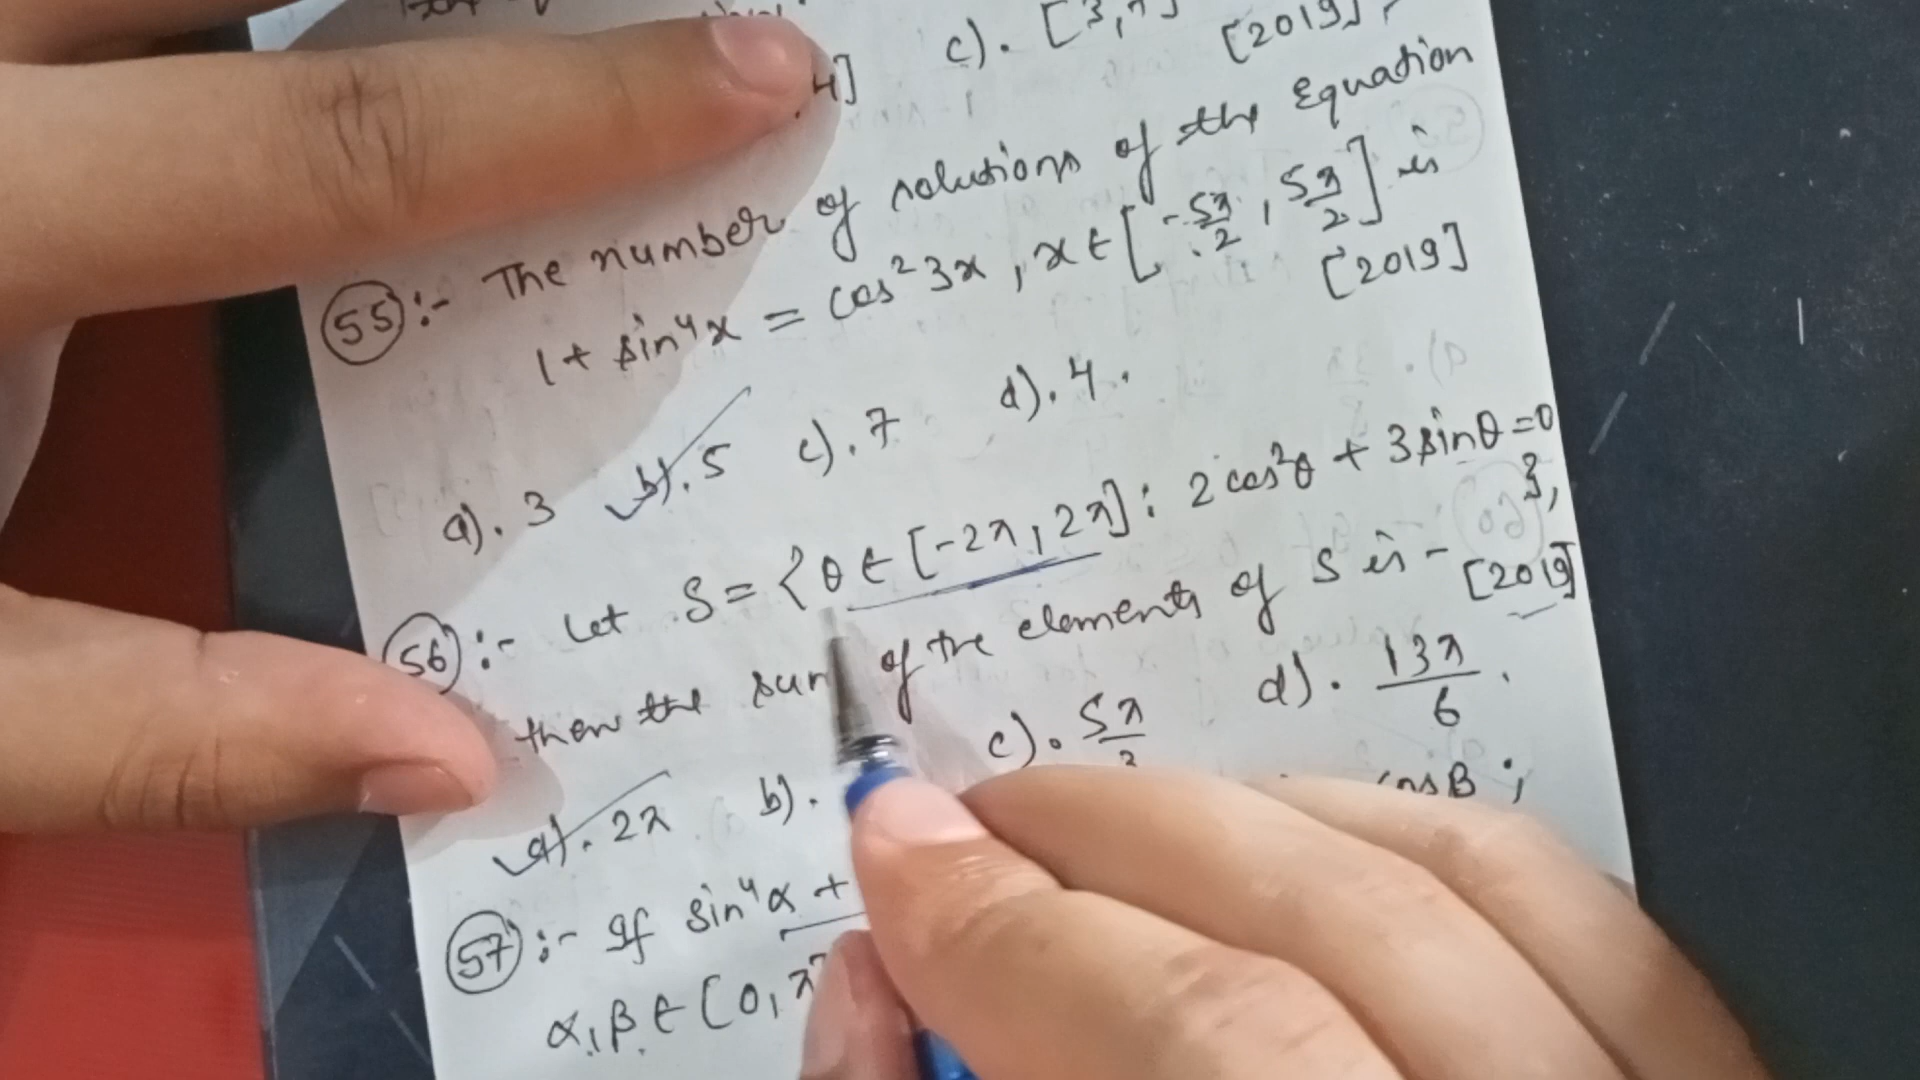 4] c). [3,
[2019],
55:- The number of solutions of the Equation
1+ sin⁴x = cos²3x, x ∈ [-5π/2, 5π/2] is
[2019]
a). 3 b). 5 c). 7 d). 4.
56:- Let S = {θ ∈ [-2π, 2π]: 2cos²θ + 3sinθ = 0
},
then the sum of the elements of S is - [2019]
a). 2π b). c). 5π/3 d). 13π/6.
57:- If sin⁴α + cosβ ;
α,β ∈ [0, π]